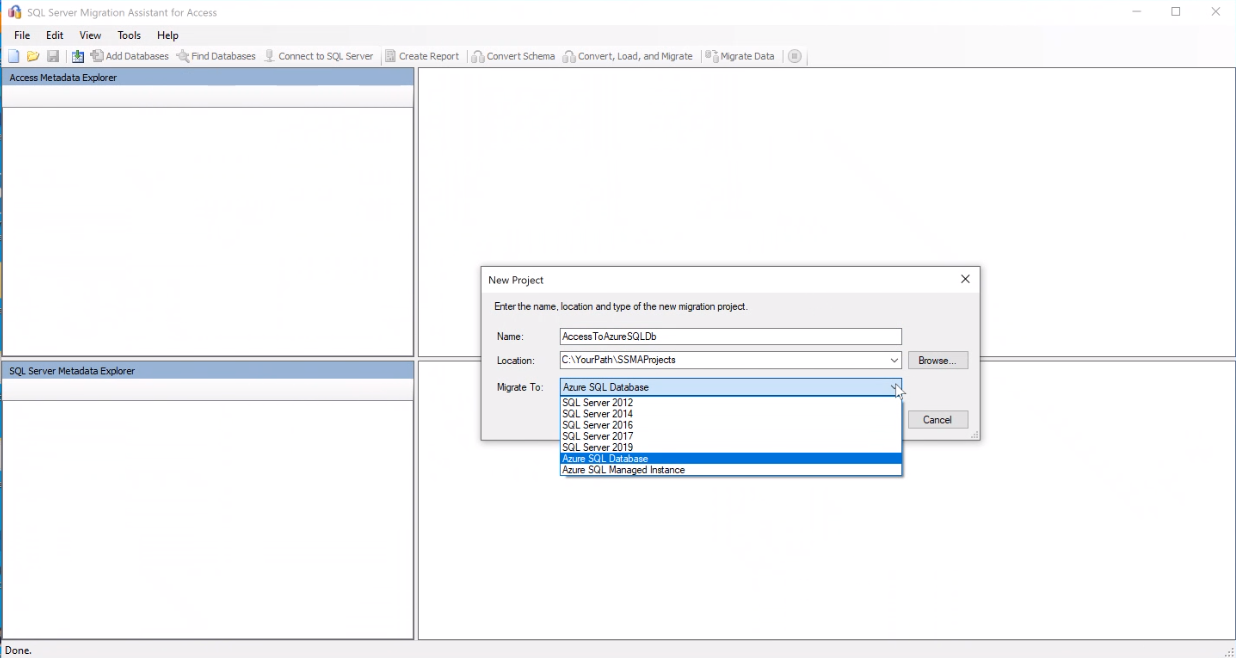 SQL Server Migration Assistant for Access
File Edit View Tools Help
Add Databases Find Databases Connect to SQL Server Create Report Convert Schema Convert, Load, and Migrate Migrate Data
Access Metadata Explorer
New Project
Enter the name, location and type of the new migration project.
Name: AccessToAzureSQLDb
Location: C:\YourPath\SSMAProjects Browse...
SQL Server Metadata Explorer
Migrate To: Azure SQL Database
SQL Server 2012
SQL Server 2014
SQL Server 2016
Cancel
SQL Server 2017
SQL Server 2019
Azure SQL Database
Azure SQL Managed Instance
Done.